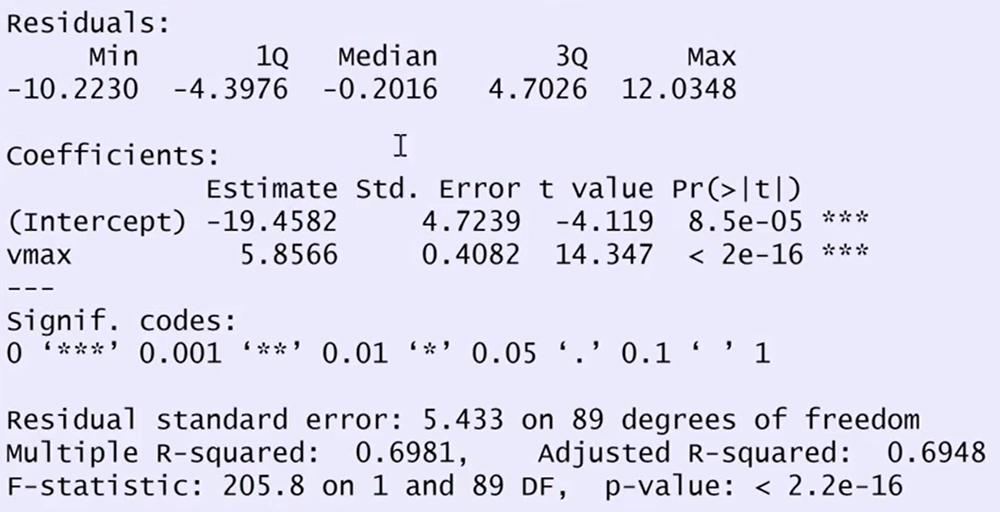 Residuals:
     Min       1Q   Median       3Q      Max
-10.2230  -4.3976  -0.2016   4.7026  12.0348
Coefficients:
            Estimate Std. Error t value Pr(>|t|)
(Intercept) -19.4582     4.7239  -4.119  8.5e-05 ***
vmax          5.8566     0.4082  14.347  < 2e-16 ***
---
Signif. codes:
0 ‘***’ 0.001 ‘**’ 0.01 ‘*’ 0.05 ‘.’ 0.1 ‘ ’ 1
Residual standard error: 5.433 on 89 degrees of freedom
Multiple R-squared:  0.6981,    Adjusted R-squared:  0.6948
F-statistic: 205.8 on 1 and 89 DF,  p-value: < 2.2e-16